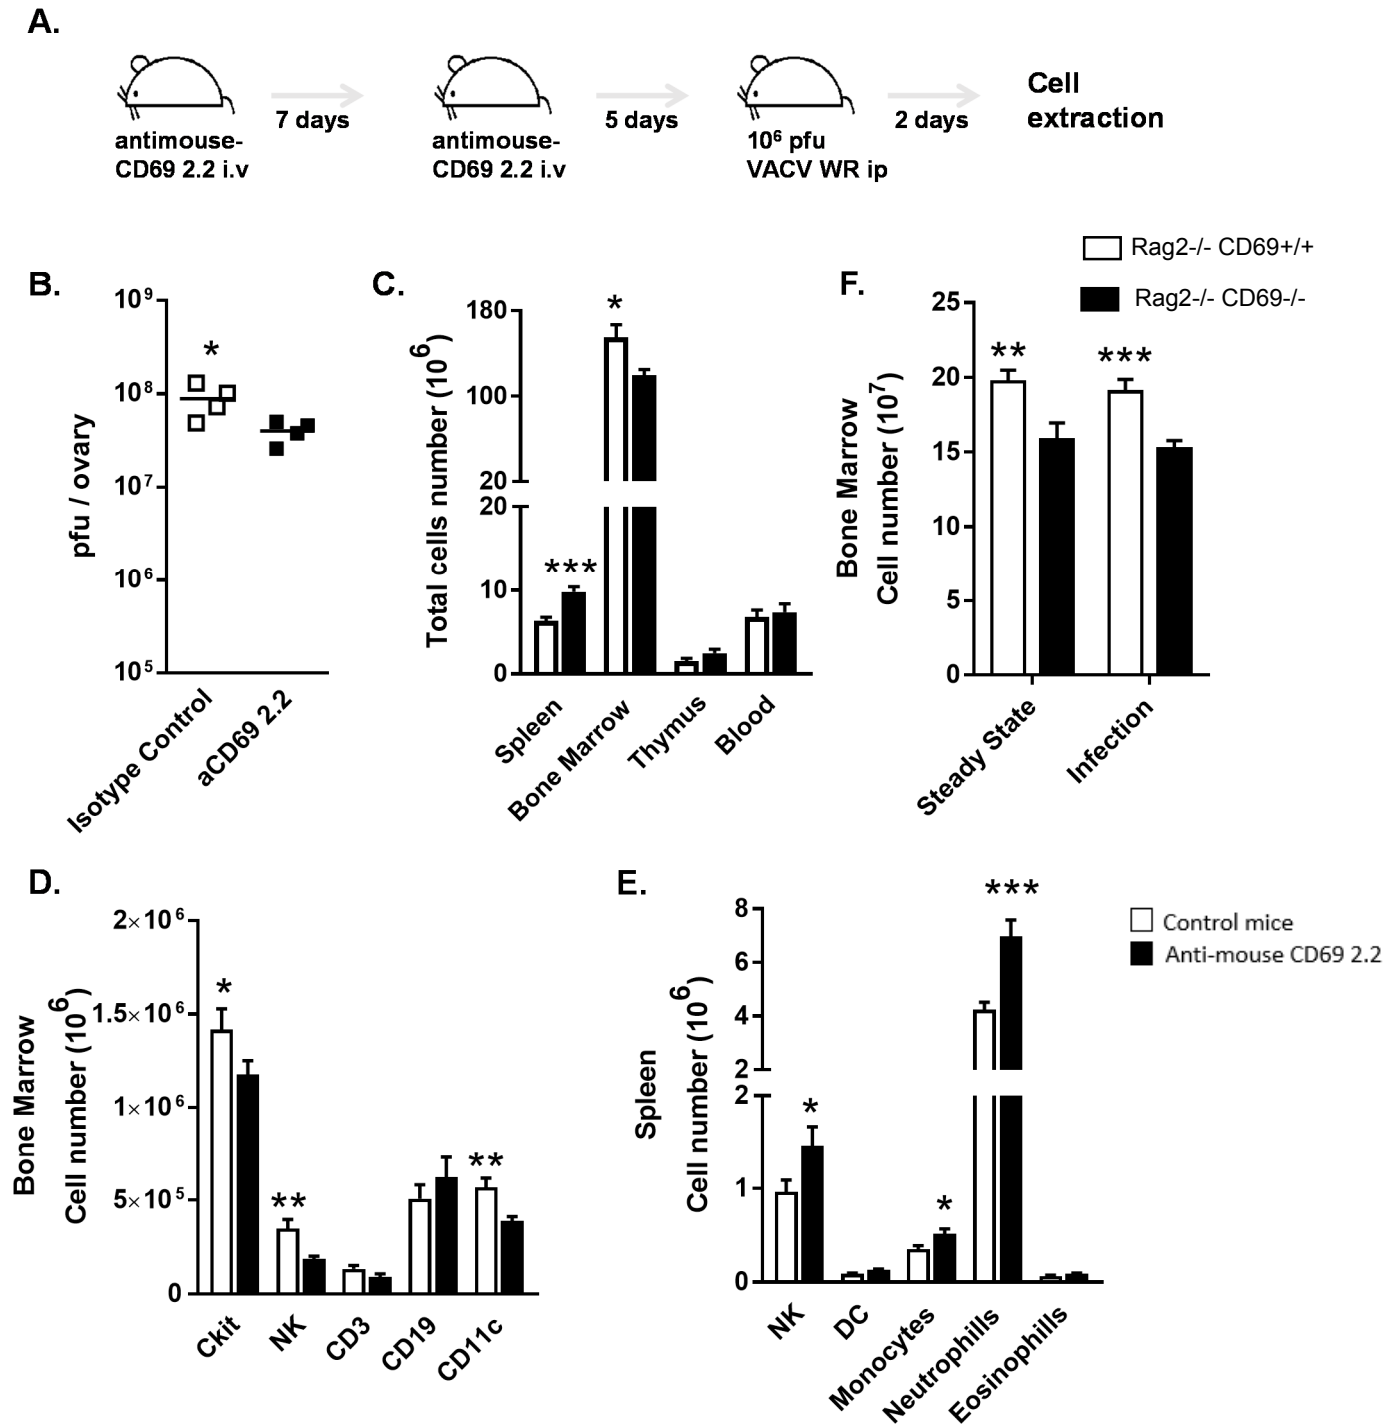 A.
antimouse-
CD69 2.2 i.v
7 days
antimouse-
CD69 2.2 i.v
5 days
10⁶ pfu
VACV WR ip
2 days
Cell
extraction
B.
pfu / ovary
10⁹
10⁸
10⁷
10⁶
10⁵
*
Isotype Control
aCD69 2.2
C.
Total cells number (10⁶)
180
100
20
20
10
0
***
*
Spleen
Bone Marrow
Thymus
Blood
F.
Rag2-/- CD69+/+
Rag2-/- CD69-/-
Bone Marrow
Cell number (10⁷)
25
20
15
10
5
0
**
***
Steady State
Infection
D.
Bone Marrow
Cell number (10⁶)
2×10⁶
1.5×10⁶
1×10⁶
5×10⁵
0
*
**
**
Ckit
NK
CD3
CD19
CD11c
E.
Spleen
Cell number (10⁶)
8
6
4
2
2
1
0
*
*
***
NK
DC
Monocytes
Neutrophills
Eosinophills
Control mice
Anti-mouse CD69 2.2